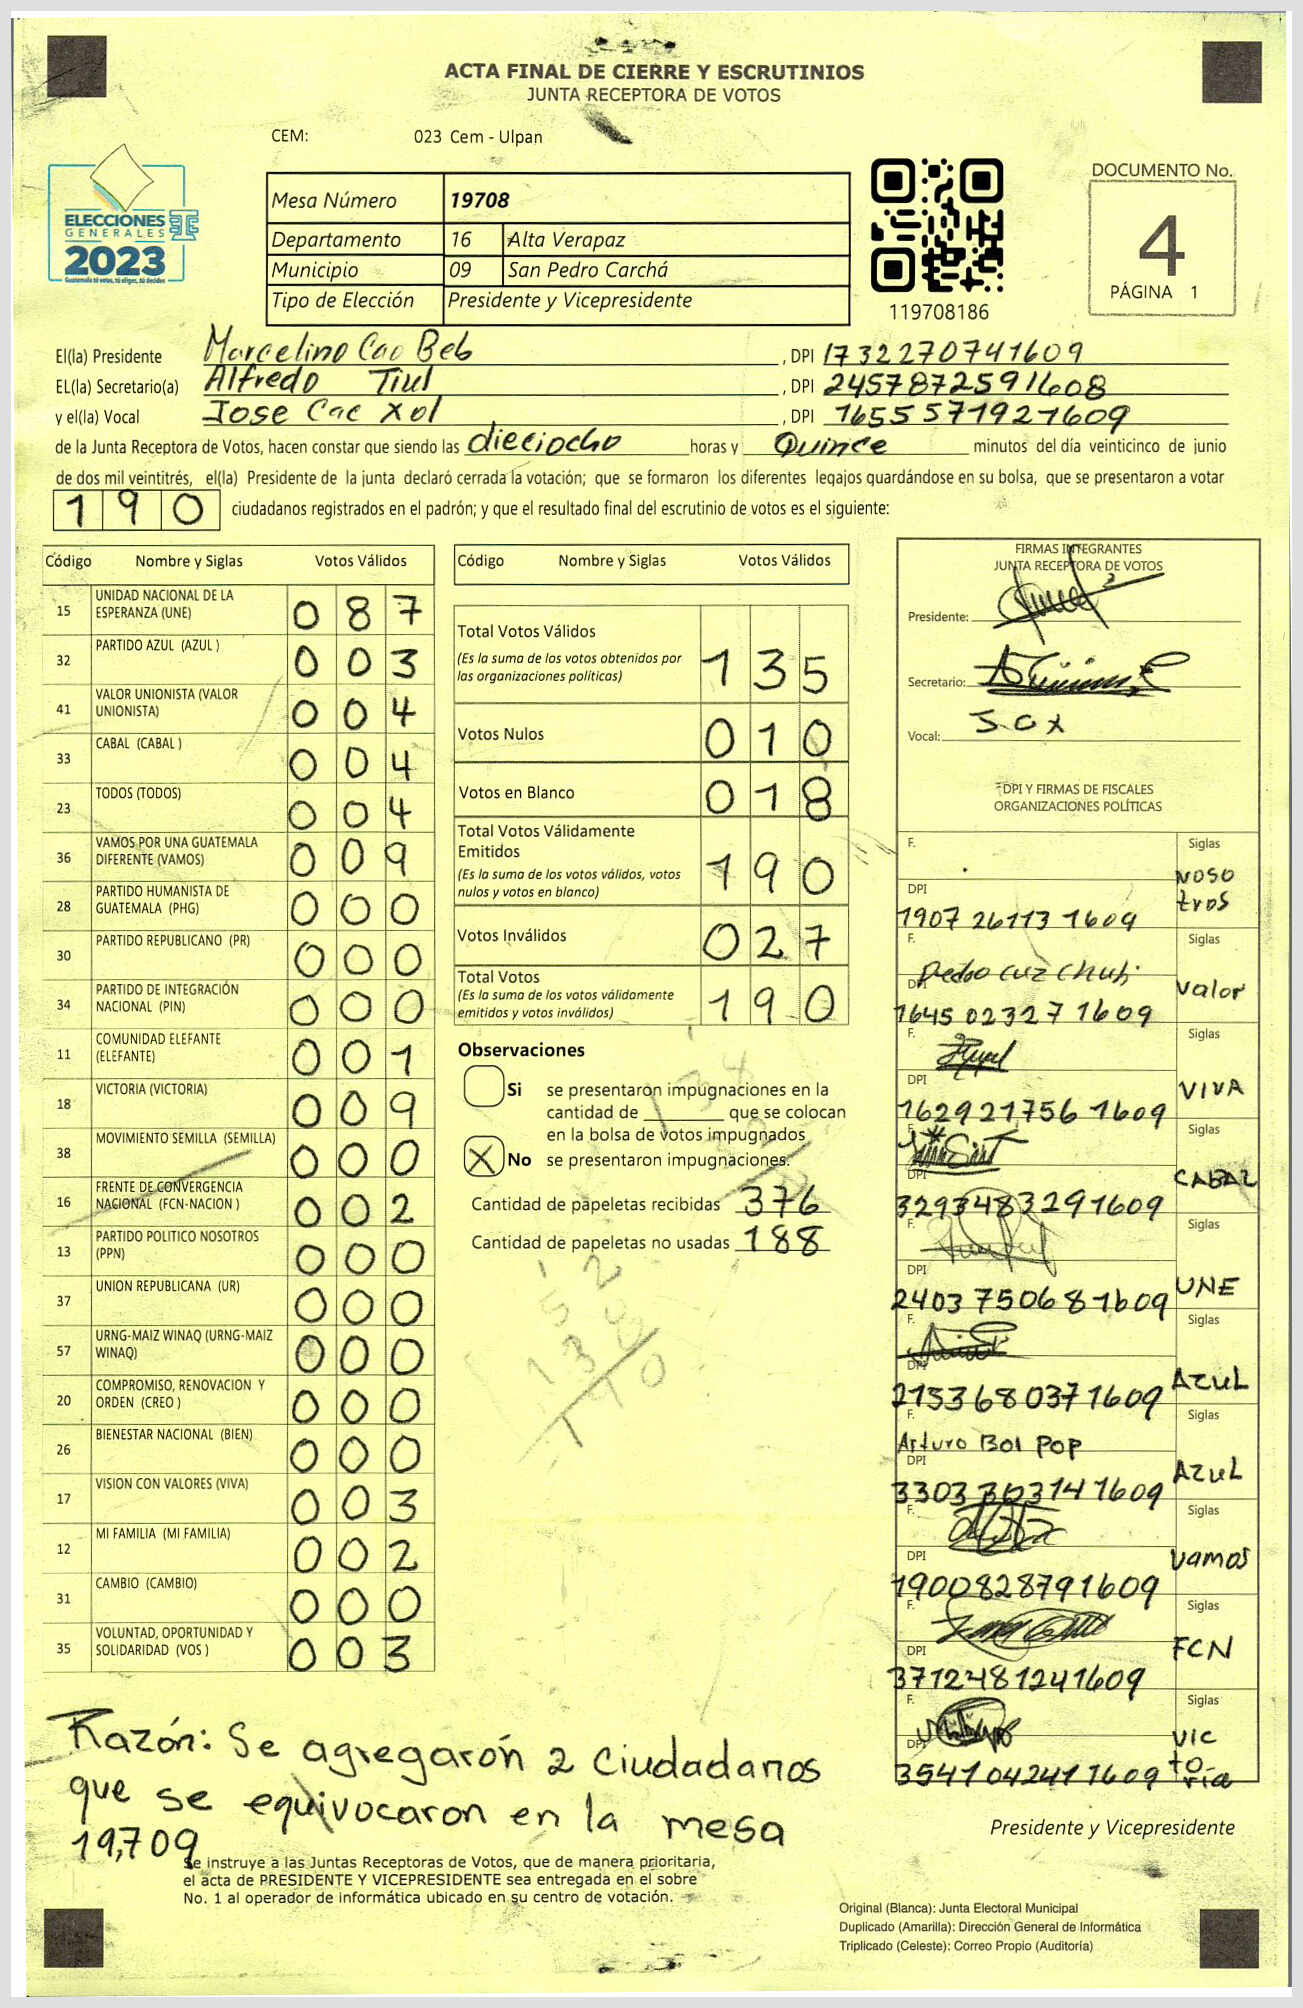 ACTA FINAL DE CIERRE Y ESCRUTINIOS
JUNTA RECEPTORA DE VOTOS
CEM: 023 Cem - Ulpan
ELECCIONES
GENERALES
2023
Guatemala tú votas, tú eliges, tú decides
Mesa Número 19708
Departamento 16 Alta Verapaz
Municipio 09 San Pedro Carchá
Tipo de Elección Presidente y Vicepresidente
119708186
DOCUMENTO No.
4
PÁGINA 1
El(la) Presidente Marcelino Cao Beb , DPI 1732270741609
EL(la) Secretario(a) Alfredo Tiul , DPI 2457872591608
y el(la) Vocal Jose Cac Xol , DPI 1655571921609
de la Junta Receptora de Votos, hacen constar que siendo las dieciocho horas y Quince minutos del día veinticinco de junio
de dos mil veintitrés, el(la) Presidente de la junta declaró cerrada la votación; que se formaron los diferentes legajos guardándose en su bolsa, que se presentaron a votar
190 ciudadanos registrados en el padrón; y que el resultado final del escrutinio de votos es el siguiente:
Código Nombre y Siglas Votos Válidos
15 UNIDAD NACIONAL DE LA ESPERANZA (UNE) 087
32 PARTIDO AZUL (AZUL ) 003
41 VALOR UNIONISTA (VALOR UNIONISTA) 004
33 CABAL (CABAL ) 004
23 TODOS (TODOS) 004
36 VAMOS POR UNA GUATEMALA DIFERENTE (VAMOS) 009
28 PARTIDO HUMANISTA DE GUATEMALA (PHG) 000
30 PARTIDO REPUBLICANO (PR) 000
34 PARTIDO DE INTEGRACIÓN NACIONAL (PIN) 000
11 COMUNIDAD ELEFANTE (ELEFANTE) 001
18 VICTORIA (VICTORIA) 009
38 MOVIMIENTO SEMILLA (SEMILLA) 000
16 FRENTE DE CONVERGENCIA NACIONAL (FCN-NACION ) 002
13 PARTIDO POLITICO NOSOTROS (PPN) 000
37 UNION REPUBLICANA (UR) 000
57 URNG-MAIZ WINAQ (URNG-MAIZ WINAQ) 000
20 COMPROMISO, RENOVACION Y ORDEN (CREO ) 000
26 BIENESTAR NACIONAL (BIEN) 000
17 VISION CON VALORES (VIVA) 003
12 MI FAMILIA (MI FAMILIA) 002
31 CAMBIO (CAMBIO) 000
35 VOLUNTAD, OPORTUNIDAD Y SOLIDARIDAD (VOS ) 003
Código Nombre y Siglas Votos Válidos
Total Votos Válidos 135
(Es la suma de los votos obtenidos por
las organizaciones políticas)
Votos Nulos 010
Votos en Blanco 018
Total Votos Válidamente
Emitidos 190
(Es la suma de los votos válidos, votos
nulos y votos en blanco)
Votos Inválidos 027
Total Votos 190
(Es la suma de los votos válidamente
emitidos y votos inválidos)
Observaciones
Si se presentaron impugnaciones en la
cantidad de que se colocan
en la bolsa de votos impugnados
X No se presentaron impugnaciones.
Cantidad de papeletas recibidas 376
Cantidad de papeletas no usadas 188
FIRMAS INTEGRANTES
JUNTA RECEPTORA DE VOTOS
Presidente:
Secretario:
Vocal: J.C X
DPI Y FIRMAS DE FISCALES
ORGANIZACIONES POLÍTICAS
F. Siglas
Noso
tros
DPI
1907 26113 1609
F. Pedro Cuz Chub Siglas
Valor
DPI
1645 02327 1609
F. Siglas
VIVA
DPI
162921756 1609
F. Siglas
CABAL
DPI
3293483291609
F. Siglas
UNE
DPI
2403750681609
F. Siglas
AZUL
DPI
2153680371609
F. Arturo Bol Pop Siglas
AZUL
DPI
3303303141609
F. Siglas
Vamos
DPI
1900828791609
F. Siglas
FCN
DPI
3712481241609
F. Siglas
VIC
to
ria
DPI
3541042411609
Razón: Se agregarón 2 Ciudadanos
que se equivocaron en la mesa
19,709
Presidente y Vicepresidente
Se instruye a las Juntas Receptoras de Votos, que de manera prioritaria,
el acta de PRESIDENTE Y VICEPRESIDENTE sea entregada en el sobre
No. 1 al operador de informática ubicado en su centro de votación.
Original (Blanca): Junta Electoral Municipal
Duplicado (Amarilla): Dirección General de Informática
Triplicado (Celeste): Correo Propio (Auditoría)